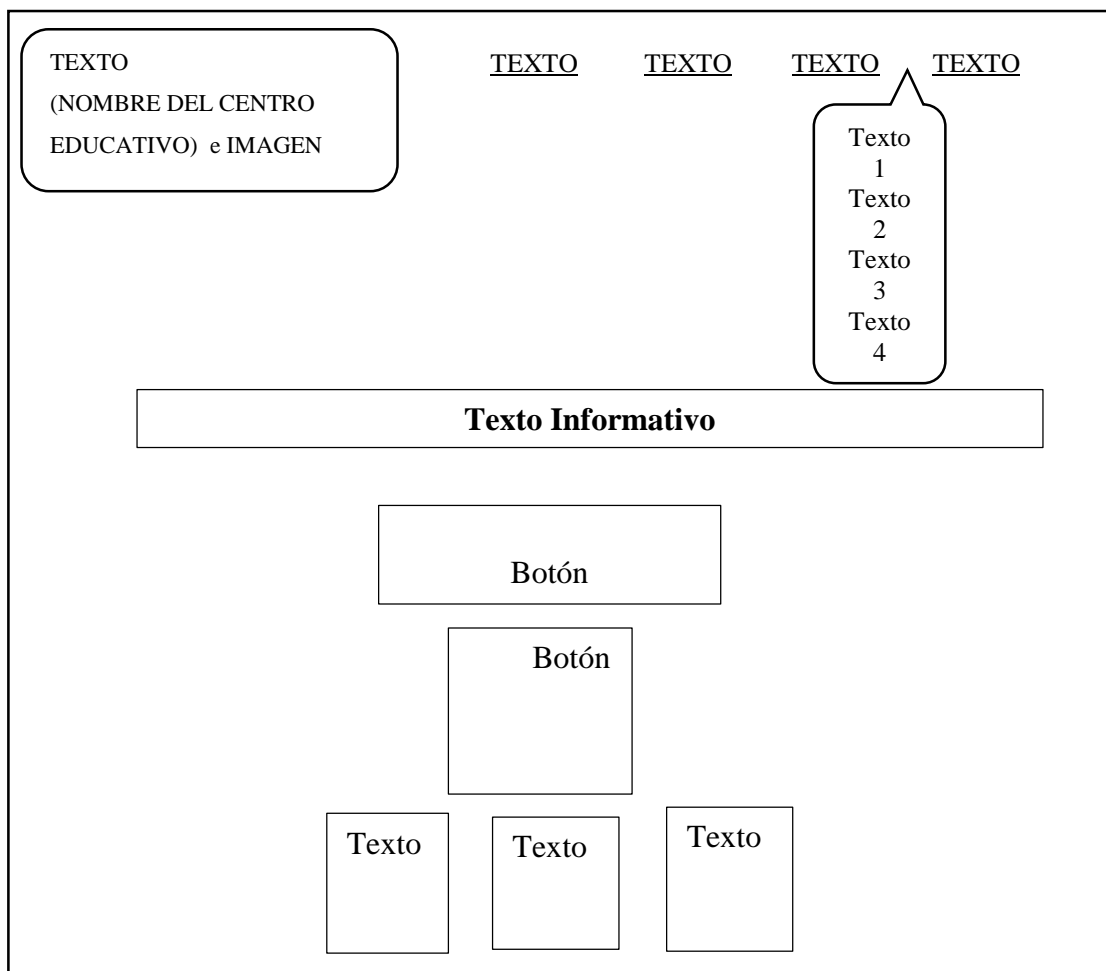 TEXTO
(NOMBRE DEL CENTRO
EDUCATIVO) e IMAGEN
TEXTO TEXTO TEXTO TEXTO
Texto
1
Texto
2
Texto
3
Texto
4
Texto Informativo
Botón
Botón
Texto Texto Texto